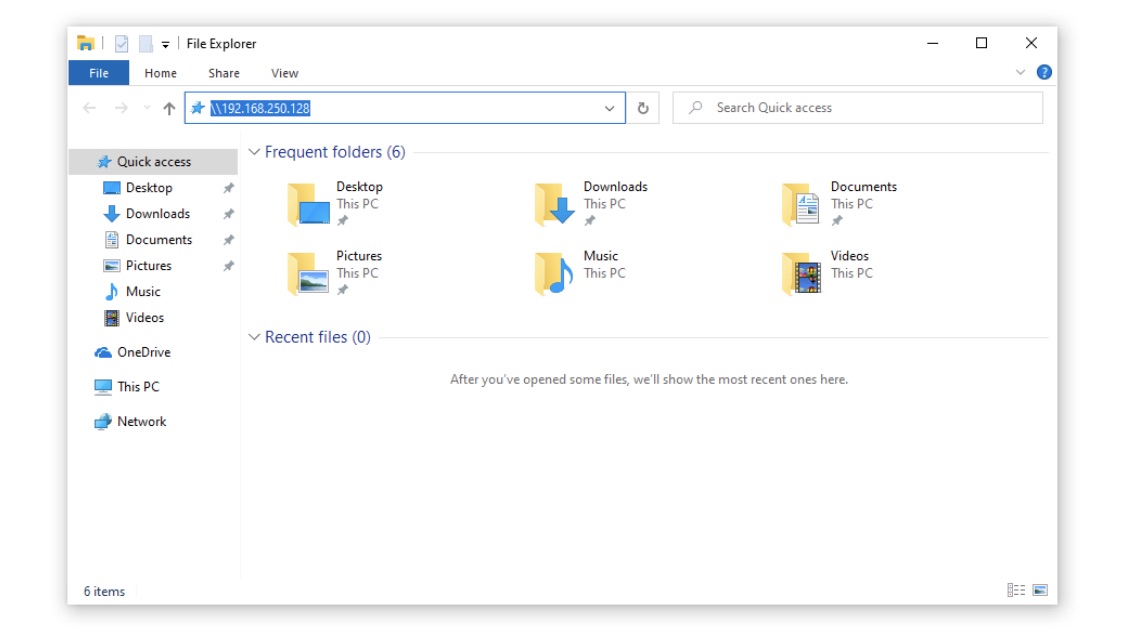 File Explorer
File Home Share View
\\192.168.250.128
Search Quick access
Quick access
Desktop
Downloads
Documents
Pictures
Music
Videos
OneDrive
This PC
Network
Frequent folders (6)
Desktop
This PC
Downloads
This PC
Documents
This PC
Pictures
This PC
Music
This PC
Videos
This PC
Recent files (0)
After you've opened some files, we'll show the most recent ones here.
6 items